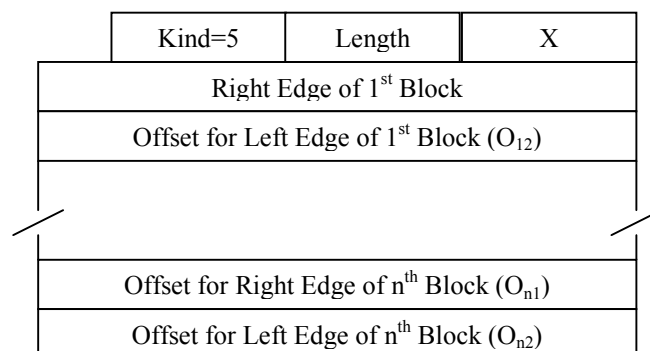 Kind=5 Length X
Right Edge of 1st Block
Offset for Left Edge of 1st Block (O12)
Offset for Right Edge of nth Block (On1)
Offset for Left Edge of nth Block (On2)